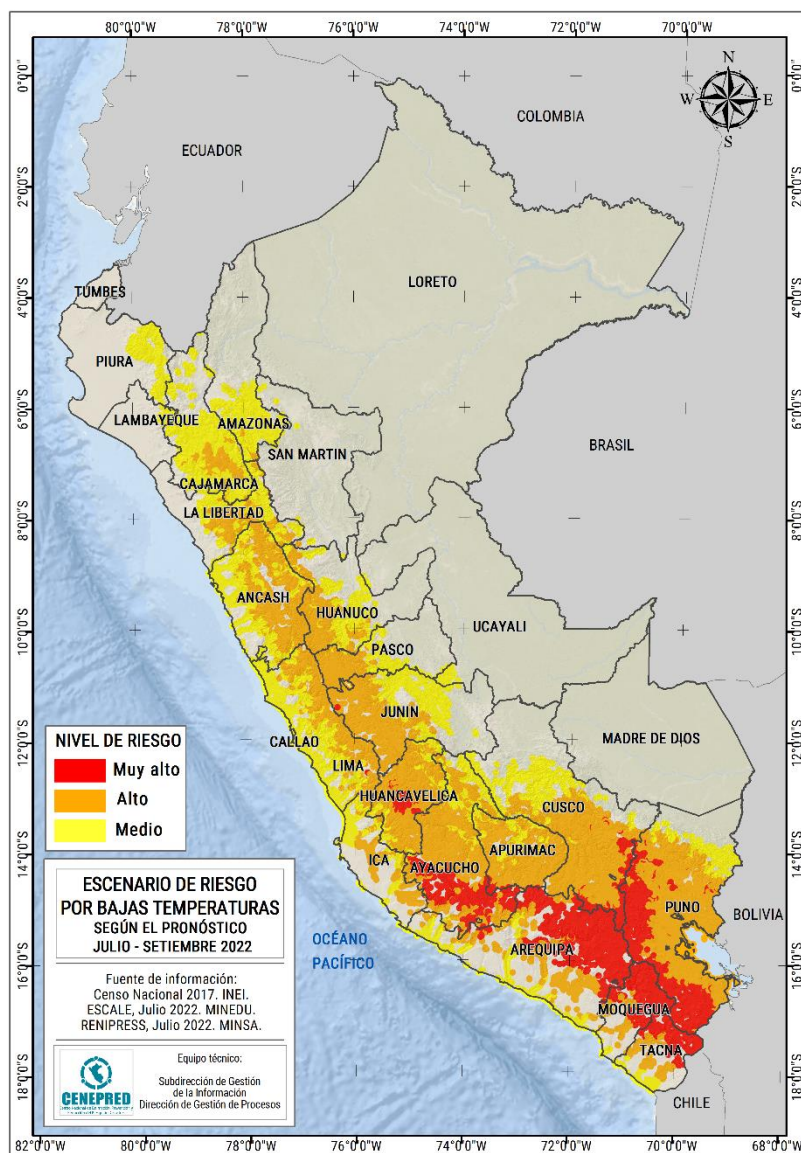 80°0'0"W 78°0'0"W 76°0'0"W 74°0'0"W 72°0'0"W 70°0'0"W
N
W E
S
0°0'0"
2°0'0"S
4°0'0"S
6°0'0"S
8°0'0"S
10°0'0"S
12°0'0"S
14°0'0"S
16°0'0"S
18°0'0"S
0°0'0"
2°0'0"S
4°0'0"S
6°0'0"S
8°0'0"S
10°0'0"S
12°0'0"S
14°0'0"S
16°0'0"S
18°0'0"S
COLOMBIA
ECUADOR
LORETO
TUMBES
PIURA
LAMBAYEQUE
AMAZONAS
BRASIL
SAN MARTIN
CAJAMARCA
LA LIBERTAD
ANCASH
HUANUCO
UCAYALI
PASCO
JUNIN
MADRE DE DIOS
CALLAO
LIMA
HUANCAVELICA
CUSCO
ICA
APURIMAC
AYACUCHO
PUNO
BOLIVIA
AREQUIPA
OCÉANO
PACÍFICO
MOQUEGUA
TACNA
CHILE
NIVEL DE RIESGO
Muy alto
Alto
Medio
ESCENARIO DE RIESGO
POR BAJAS TEMPERATURAS
SEGÚN EL PRONÓSTICO
JULIO - SETIEMBRE 2022
Fuente de información:
Censo Nacional 2017. INEI.
ESCALE, Julio 2022. MINEDU.
RENIPRESS, Julio 2022. MINSA.
CENEPRED
Equipo técnico:
Subdirección de Gestión
de la Información
Dirección de Gestión de Procesos
82°0'0"W 80°0'0"W 78°0'0"W 76°0'0"W 74°0'0"W 72°0'0"W 70°0'0"W